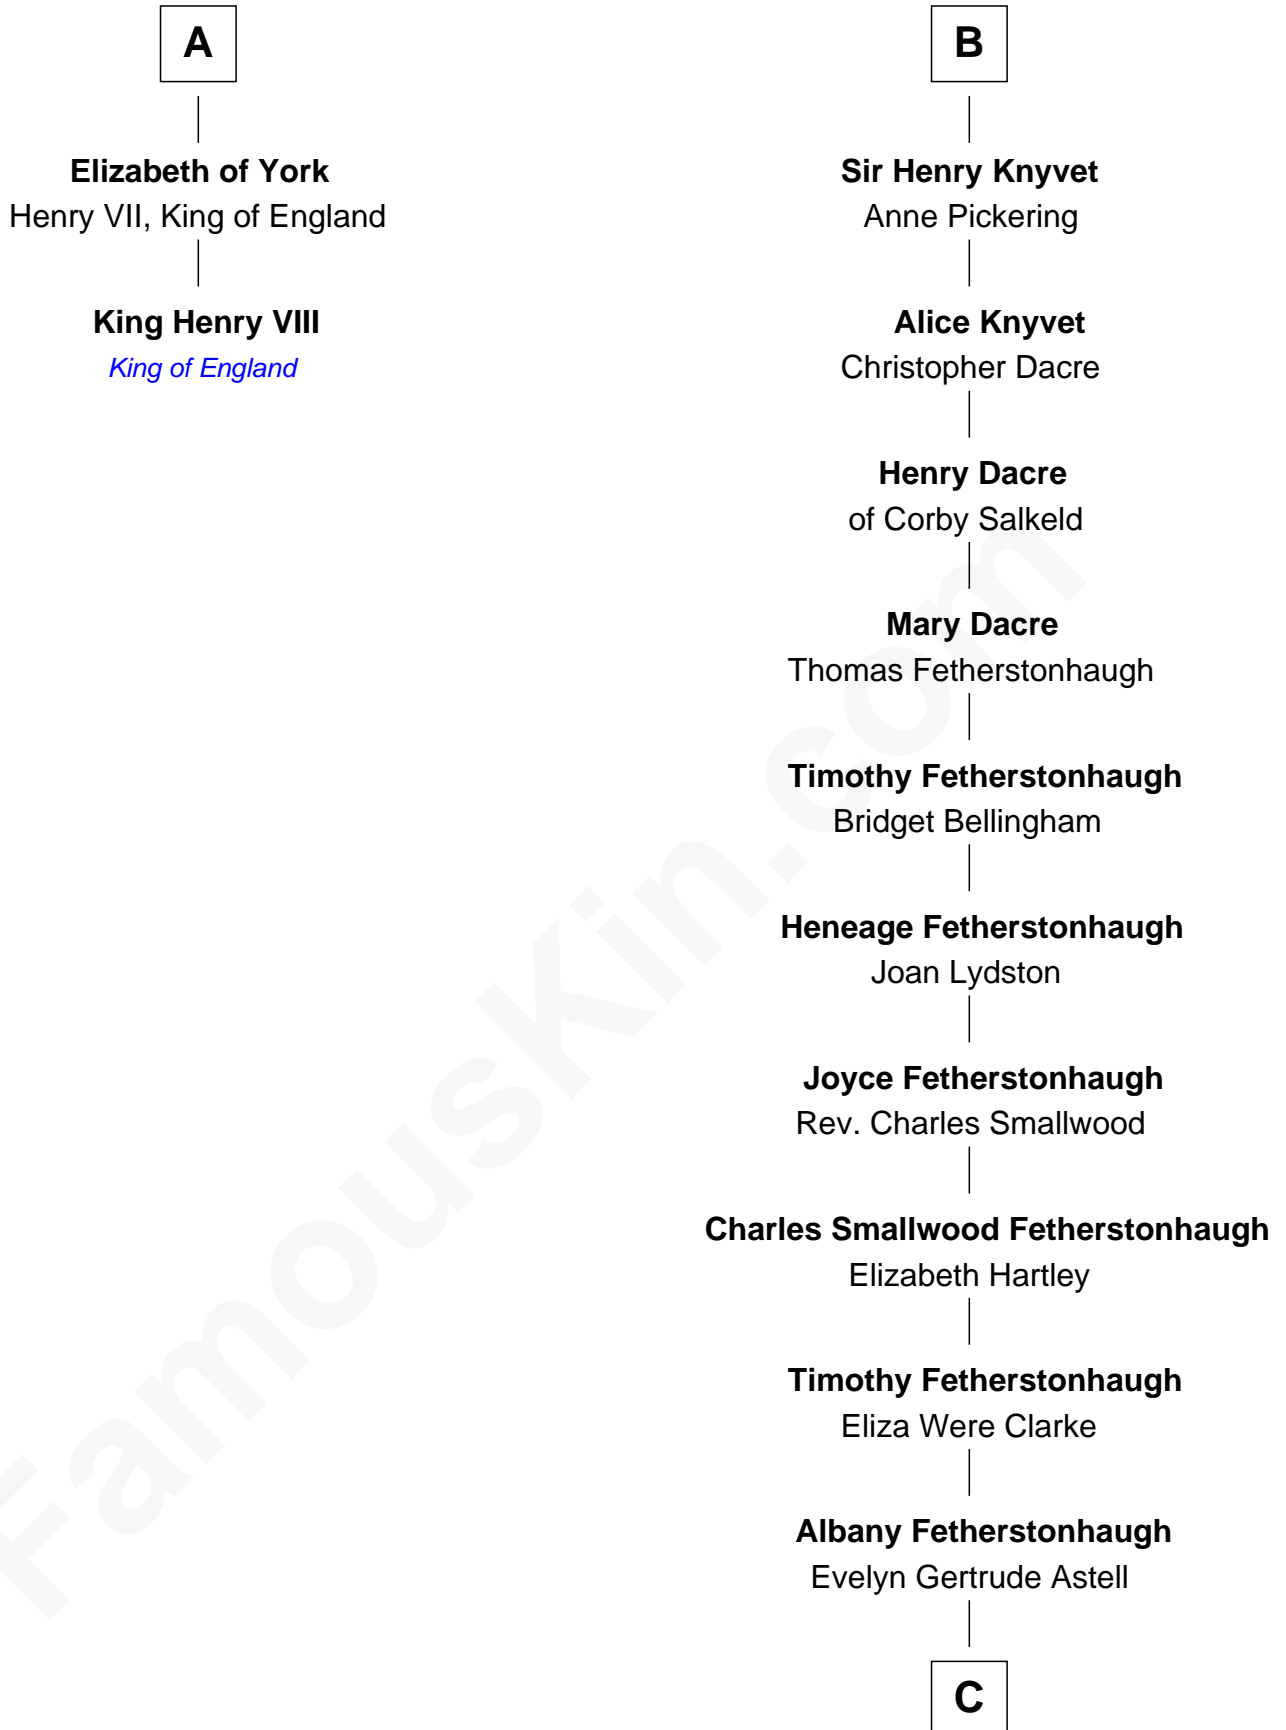 A
Elizabeth of York
Henry VII, King of England
King Henry VIII
King of England
B
Sir Henry Knyvet
Anne Pickering
Alice Knyvet
Christopher Dacre
Henry Dacre
of Corby Salkeld
Mary Dacre
Thomas Fetherstonhaugh
Timothy Fetherstonhaugh
Bridget Bellingham
Heneage Fetherstonhaugh
Joan Lydston
Joyce Fetherstonhaugh
Rev. Charles Smallwood
Charles Smallwood Fetherstonhaugh
Elizabeth Hartley
Timothy Fetherstonhaugh
Eliza Were Clarke
Albany Fetherstonhaugh
Evelyn Gertrude Astell
C
FamousKin.com